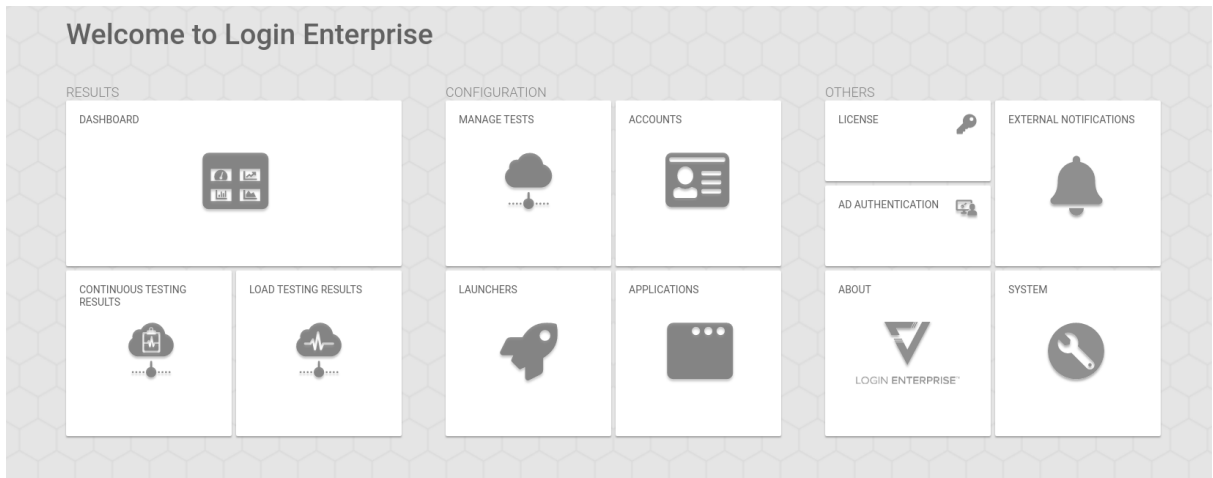 Welcome to Login Enterprise
RESULTS
DASHBOARD
CONTINUOUS TESTING
RESULTS
LOAD TESTING RESULTS
CONFIGURATION
MANAGE TESTS
ACCOUNTS
LAUNCHERS
APPLICATIONS
OTHERS
LICENSE
EXTERNAL NOTIFICATIONS
AD AUTHENTICATION
ABOUT
LOGIN ENTERPRISE™
SYSTEM